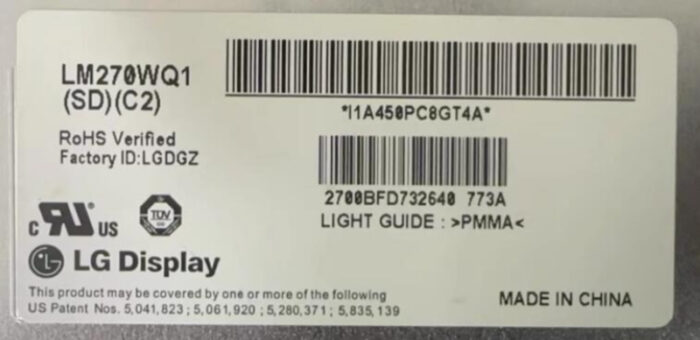 LM270WQ1
(SD)(C2)
*I1A450PC8GT4A*
RoHS Verified
Factory ID:LGDGZ
2700BFD732640 773A
LIGHT GUIDE : >PMMA<
c RU US
TÜV
LG Display
This product may be covered by one or more of the following
US Patent Nos. 5,041,823 ; 5,061,920 ; 5,280,371 ; 5,835,139
MADE IN CHINA